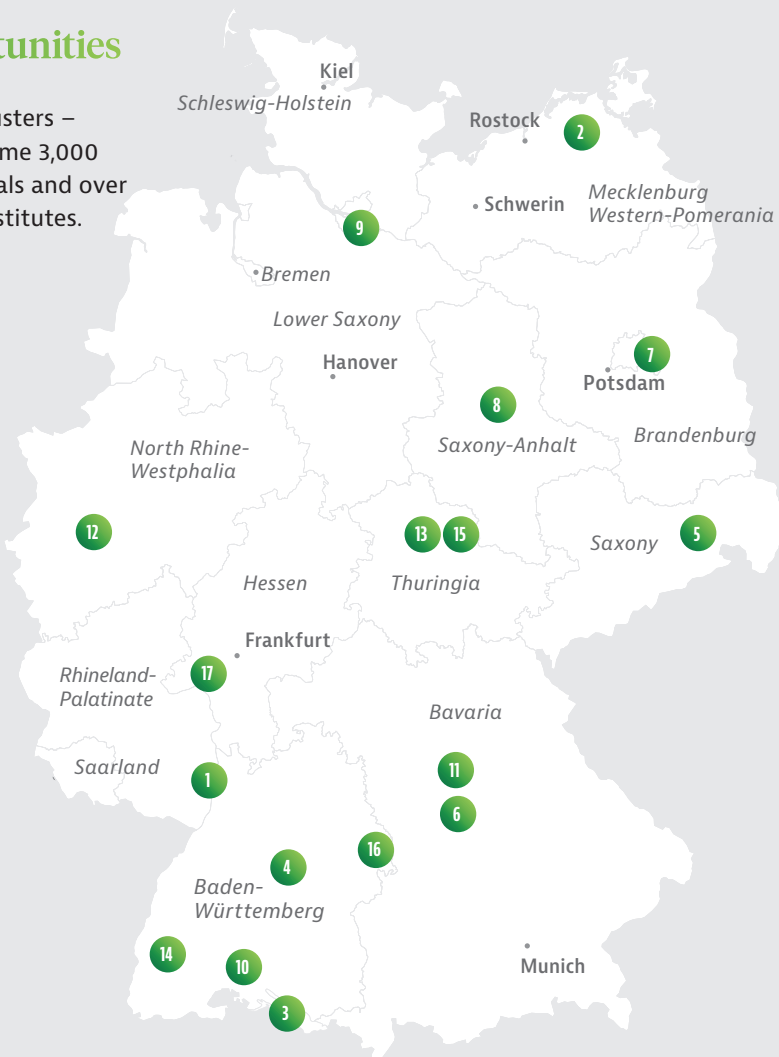 tunities
sters –
me 3,000
als and over
stitutes.
Kiel
Schleswig-Holstein
Rostock
2
Schwerin
Mecklenburg
Western-Pomerania
9
Bremen
Lower Saxony
Hanover
7
Potsdam
8
Saxony-Anhalt
Brandenburg
North Rhine-
Westphalia
12
13
15
5
Saxony
Hessen
Thuringia
Frankfurt
17
Rhineland-
Palatinate
Bavaria
Saarland
1
11
6
16
4
Baden-
Württemberg
14
10
Munich
3